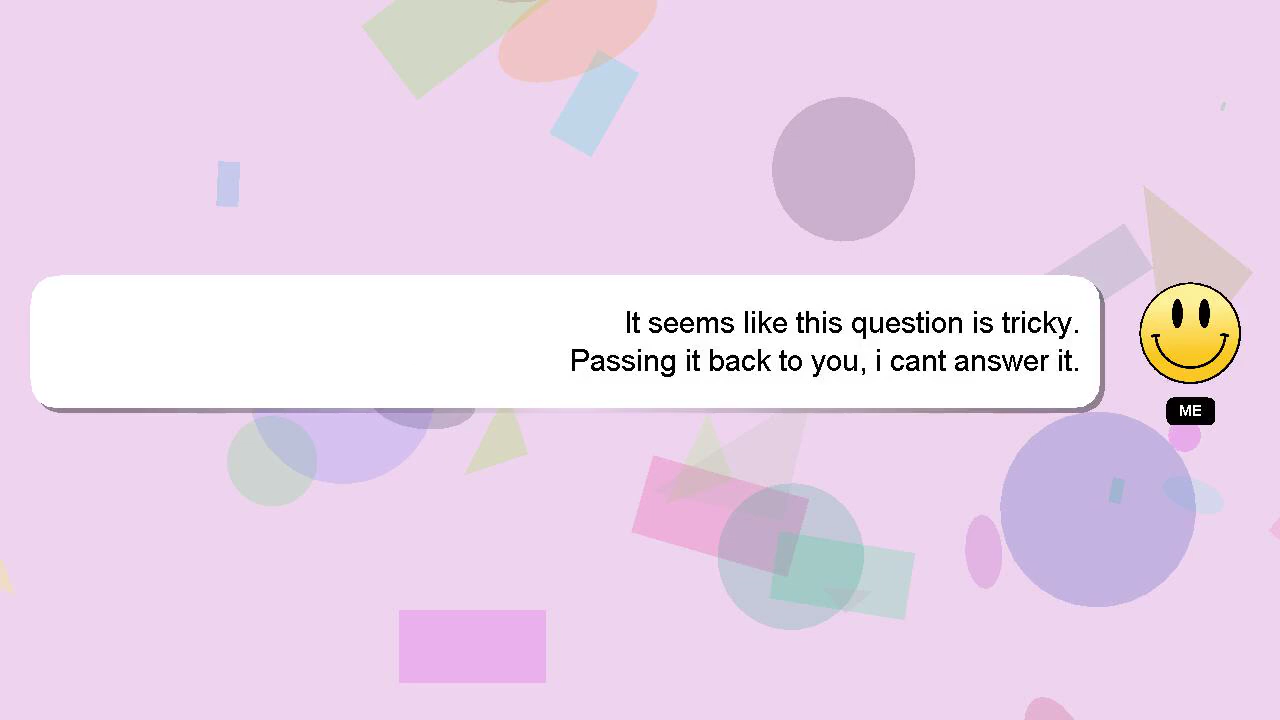 It seems like this question is tricky.
Passing it back to you, i cant answer it.
ME